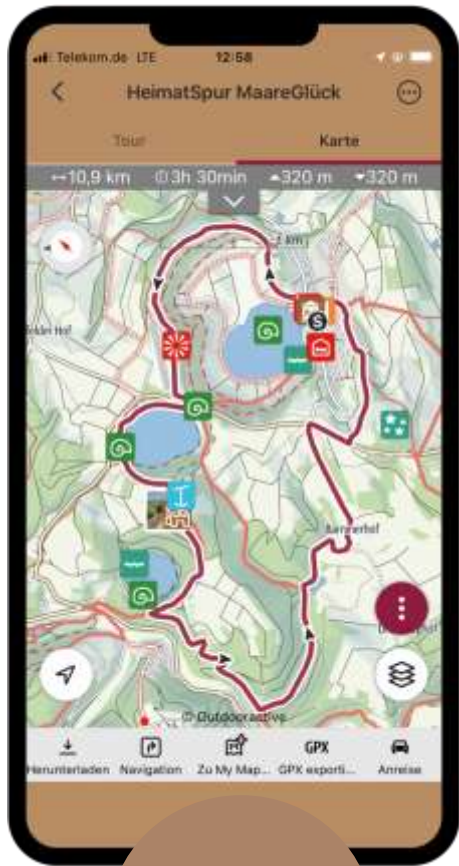 Telekom.de LTE 12:58
HeimatSpur MaareGlück
Tour Karte
10,9 km 3h 30min 320 m 320 m
1 km
S
© Outdooractive
GPX
Herunterladen Navigation Zu My Map... GPX exporti... Anreise